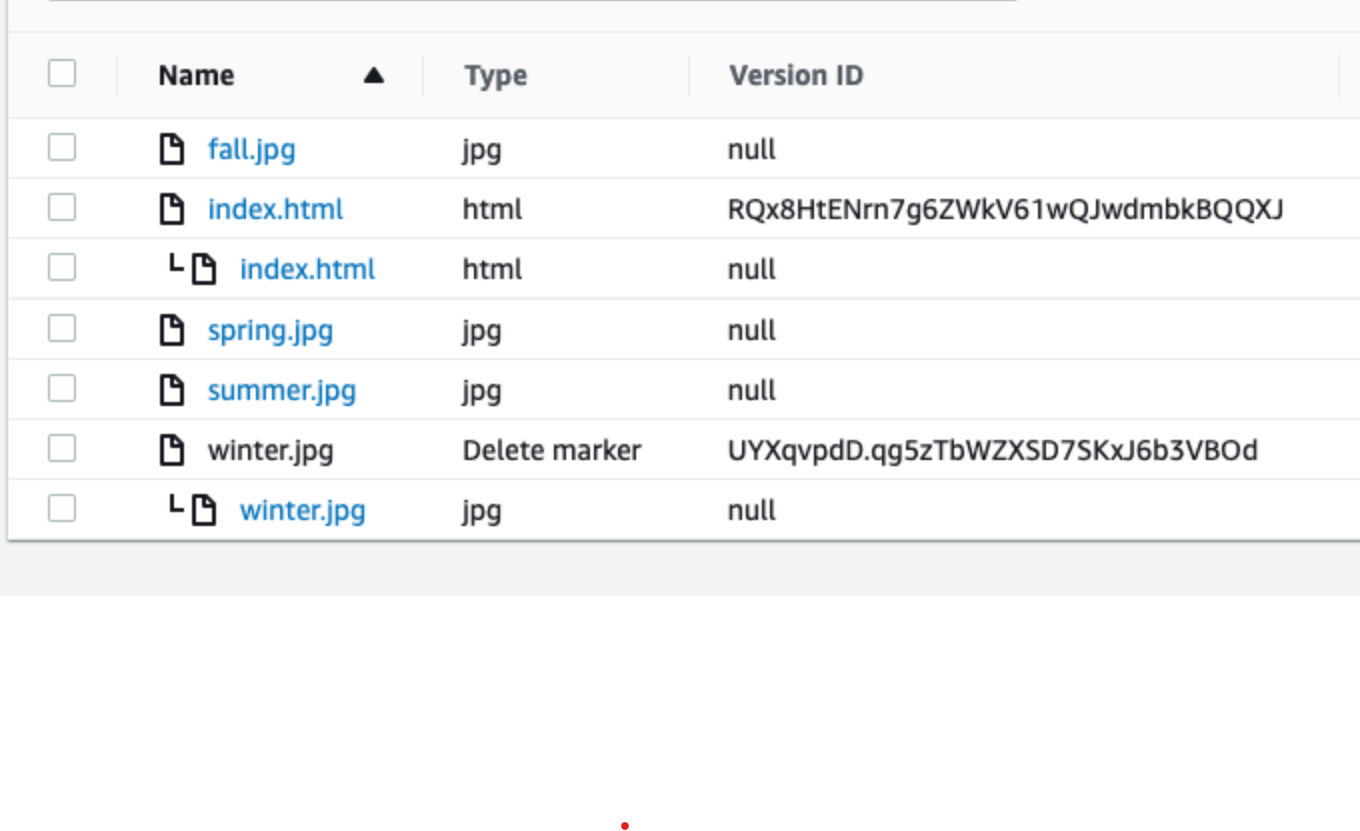 Name Type Version ID
fall.jpg jpg null
index.html html RQx8HtENrn7g6ZWkV61wQJwdmbkBQQXJ
index.html html null
spring.jpg jpg null
summer.jpg jpg null
winter.jpg Delete marker UYXqvpdD.qg5zTbWZXSD7SKxJ6b3VBOd
winter.jpg jpg null